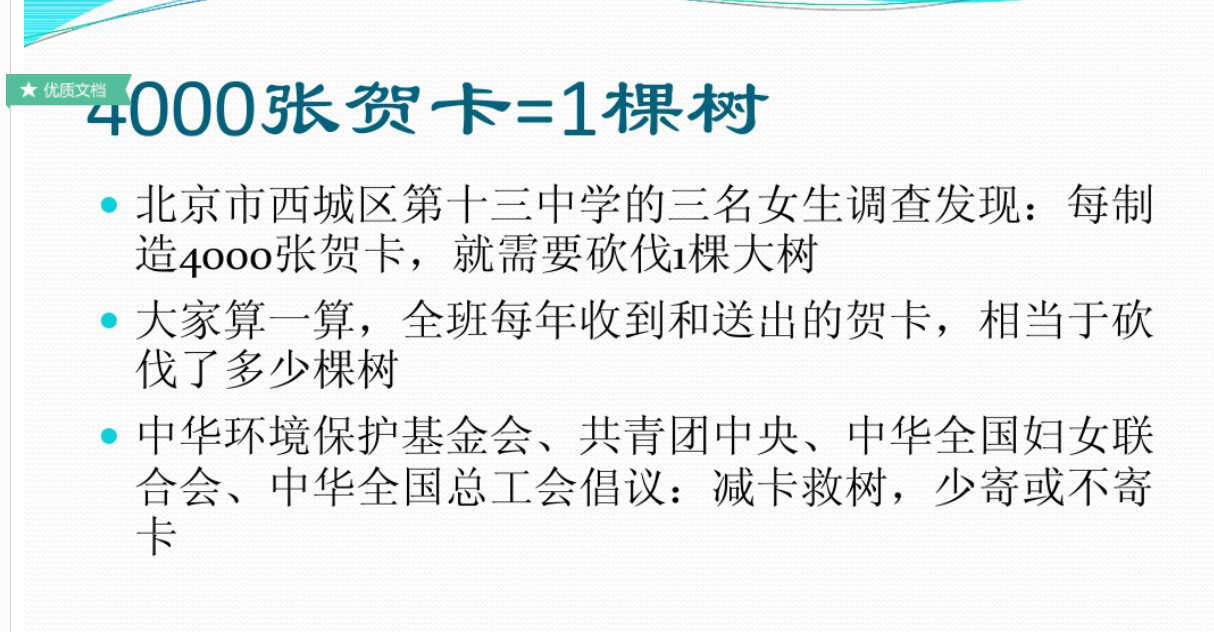 优质文档
4000张贺卡=1棵树
北京市西城区第十三中学的三名女生调查发现：每制
造4000张贺卡，就需要砍伐1棵大树
大家算一算，全班每年收到和送出的贺卡，相当于砍
伐了多少棵树
中华环境保护基金会、共青团中央、中华全国妇女联
合会、中华全国总工会倡议：减卡救树，少寄或不寄
卡